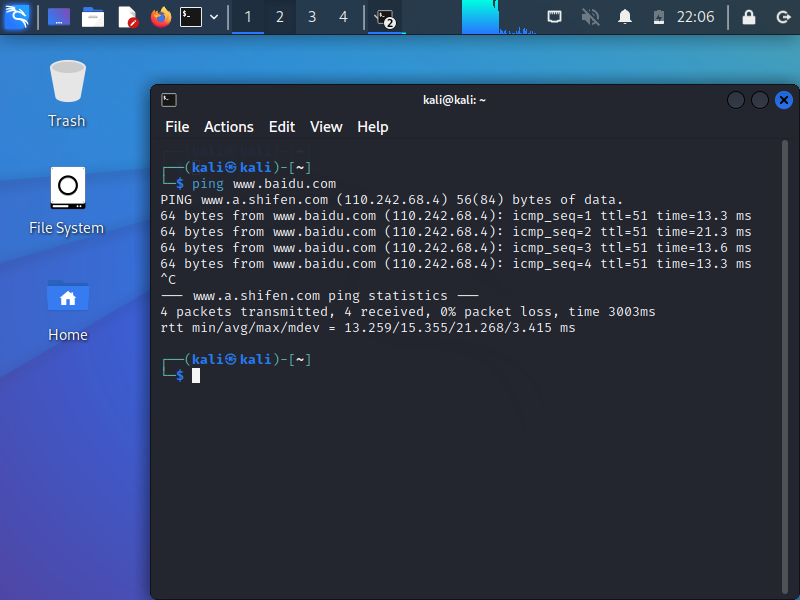 1 2 3 4 2 22:06
Trash
File System
Home
kali@kali: ~
File Actions Edit View Help
┌──(kali㉿kali)-[~]
└─$ ping www.baidu.com
PING www.a.shifen.com (110.242.68.4) 56(84) bytes of data.
64 bytes from www.baidu.com (110.242.68.4): icmp_seq=1 ttl=51 time=13.3 ms
64 bytes from www.baidu.com (110.242.68.4): icmp_seq=2 ttl=51 time=21.3 ms
64 bytes from www.baidu.com (110.242.68.4): icmp_seq=3 ttl=51 time=13.6 ms
64 bytes from www.baidu.com (110.242.68.4): icmp_seq=4 ttl=51 time=13.3 ms
^C
--- www.a.shifen.com ping statistics ---
4 packets transmitted, 4 received, 0% packet loss, time 3003ms
rtt min/avg/max/mdev = 13.259/15.355/21.268/3.415 ms
┌──(kali㉿kali)-[~]
└─$